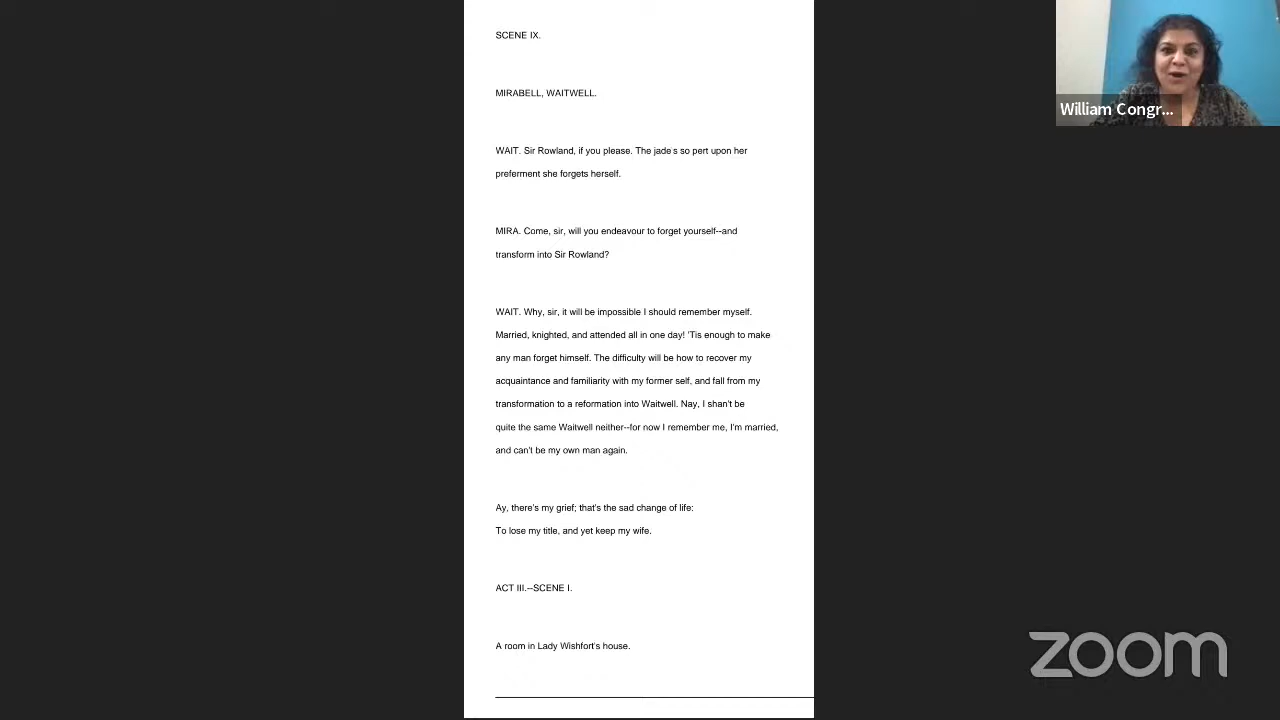 SCENE IX.
MIRABELL, WAITWELL.
WAIT. Sir Rowland, if you please. The jade's so pert upon her
preferment she forgets herself.
MIRA. Come, sir, will you endeavour to forget yourself--and
transform into Sir Rowland?
WAIT. Why, sir, it will be impossible I should remember myself.
Married, knighted, and attended all in one day! 'Tis enough to make
any man forget himself. The difficulty will be how to recover my
acquaintance and familiarity with my former self, and fall from my
transformation to a reformation into Waitwell. Nay, I shan't be
quite the same Waitwell neither--for now I remember me, I'm married,
and can't be my own man again.
Ay, there's my grief; that's the sad change of life:
To lose my title, and yet keep my wife.
ACT III.--SCENE I.
A room in Lady Wishfort's house.
William Congr...
zoom